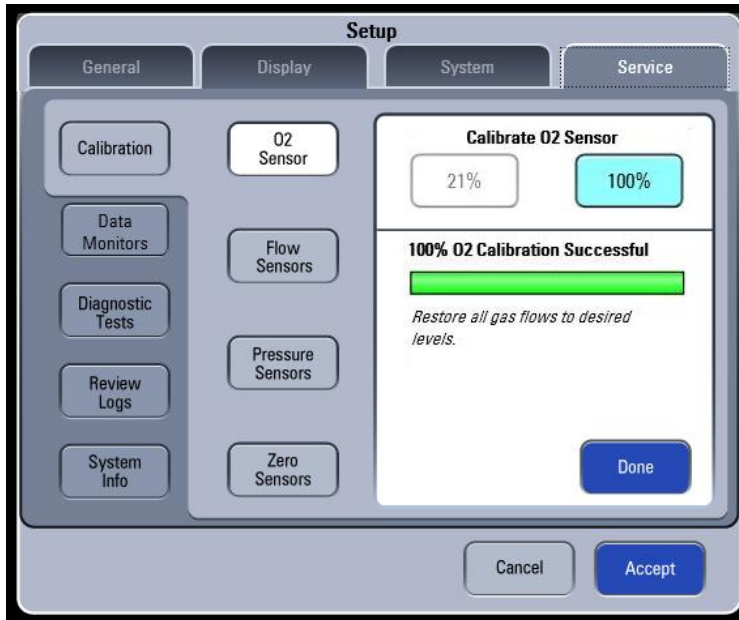 Setup
General
Display
System
Service
Calibration
Data
Monitors
Diagnostic
Tests
Review
Logs
System
Info
O2
Sensor
Flow
Sensors
Pressure
Sensors
Zero
Sensors
Calibrate O2 Sensor
21%
100%
100% O2 Calibration Successful
Restore all gas flows to desired
levels.
Done
Cancel
Accept